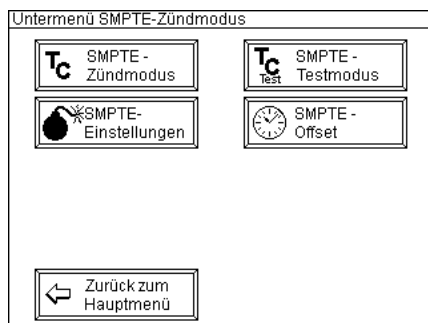 Untermenü SMPTE-Zündmodus
TC
SMPTE -
Zündmodus
TC
Test
SMPTE -
Testmodus
SMPTE-
Einstellungen
SMPTE -
Offset
Zurück zum
Hauptmenü